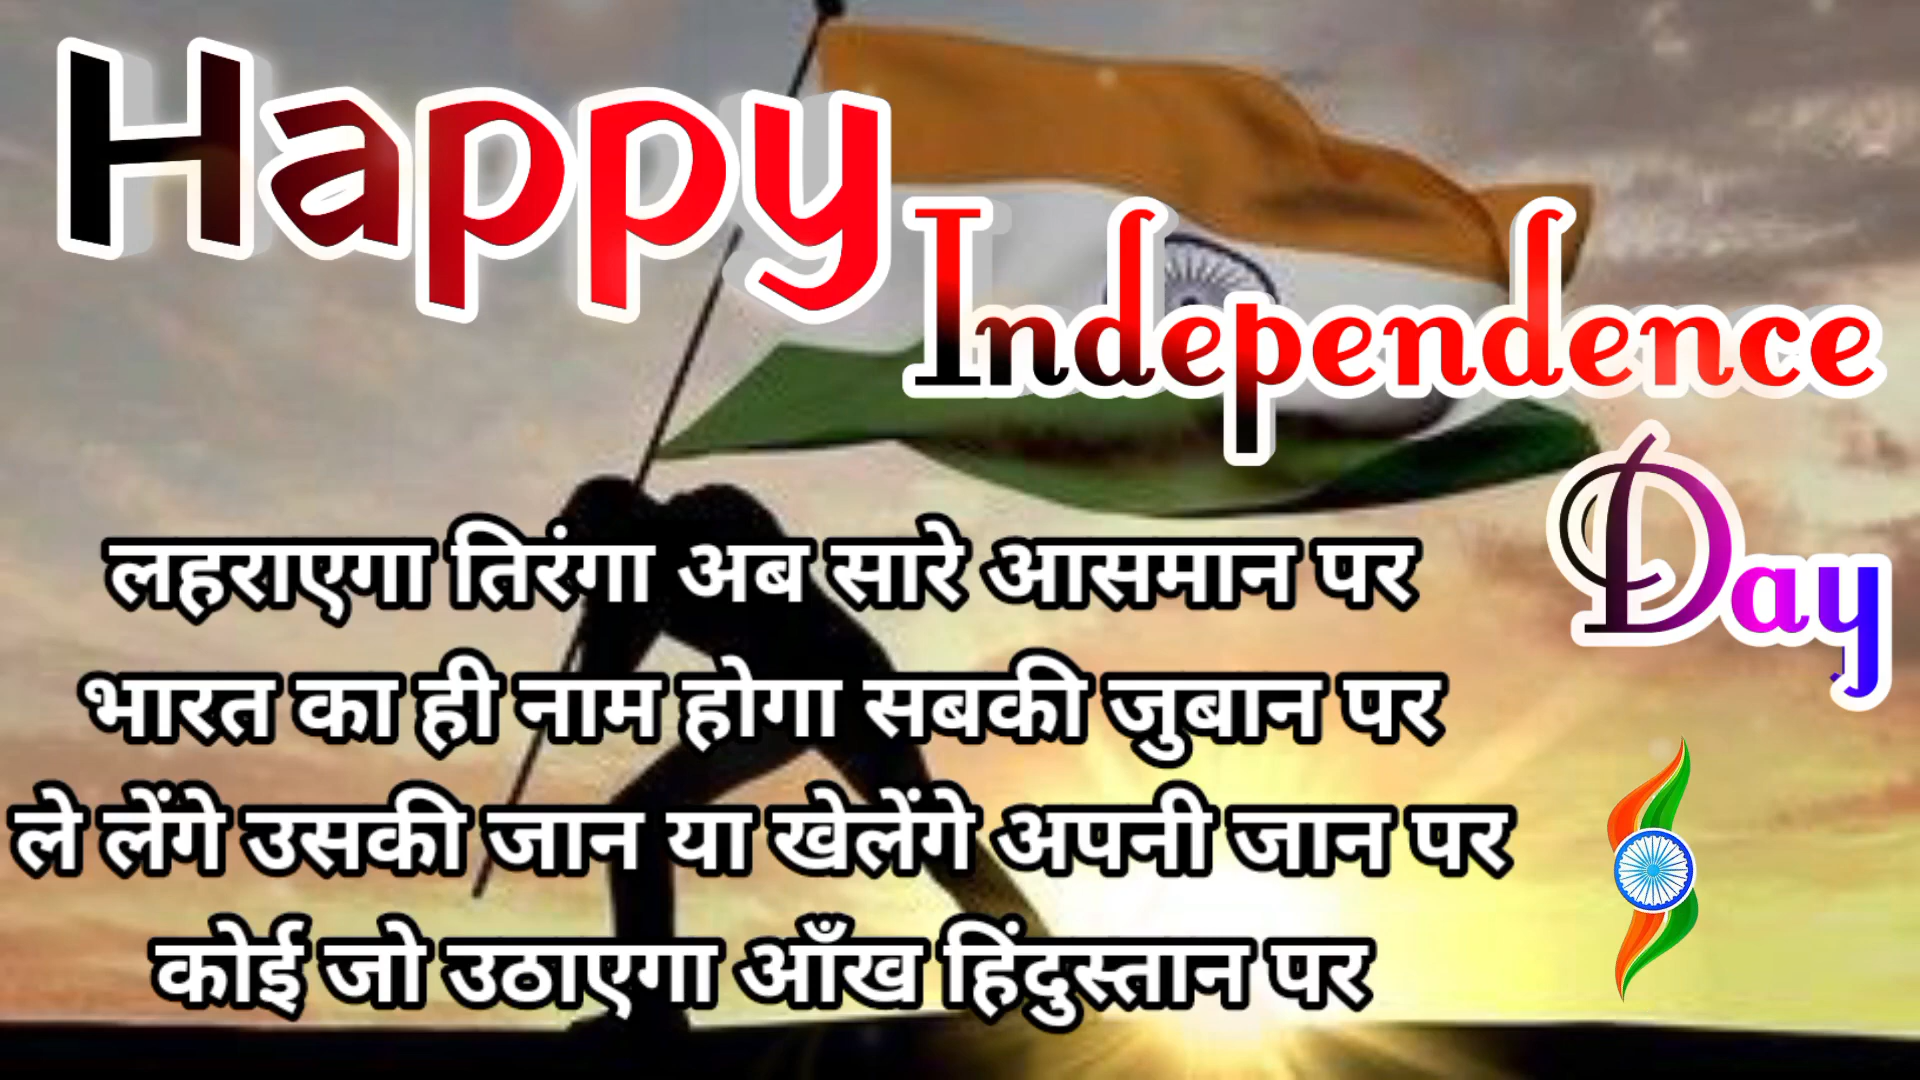 Happy
Independence
Day
लहराएगा तिरंगा अब सारे आसमान पर
भारत का ही नाम होगा सबकी जुबान पर
ले लेंगे उसकी जान या खेलेंगे अपनी जान पर
कोई जो उठाएगा आँख हिंदुस्तान पर